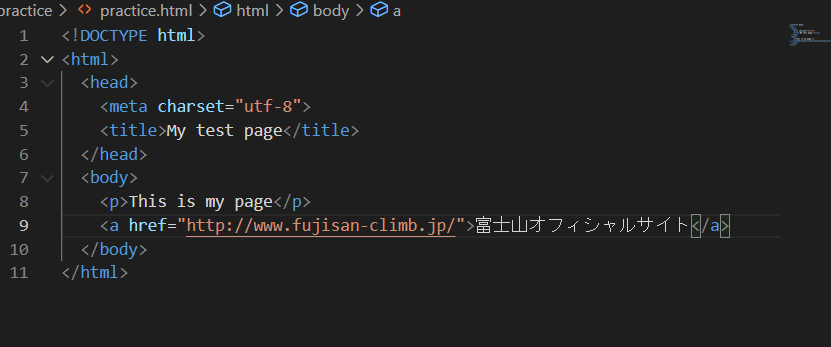 practice > <> practice.html > html > body > a
1 <!DOCTYPE html>
2 <html>
3 <head>
4 <meta charset="utf-8">
5 <title>My test page</title>
6 </head>
7 <body>
8 <p>This is my page</p>
9 <a href="http://www.fujisan-climb.jp/">富士山オフィシャルサイト</a>
10 </body>
11 </html>